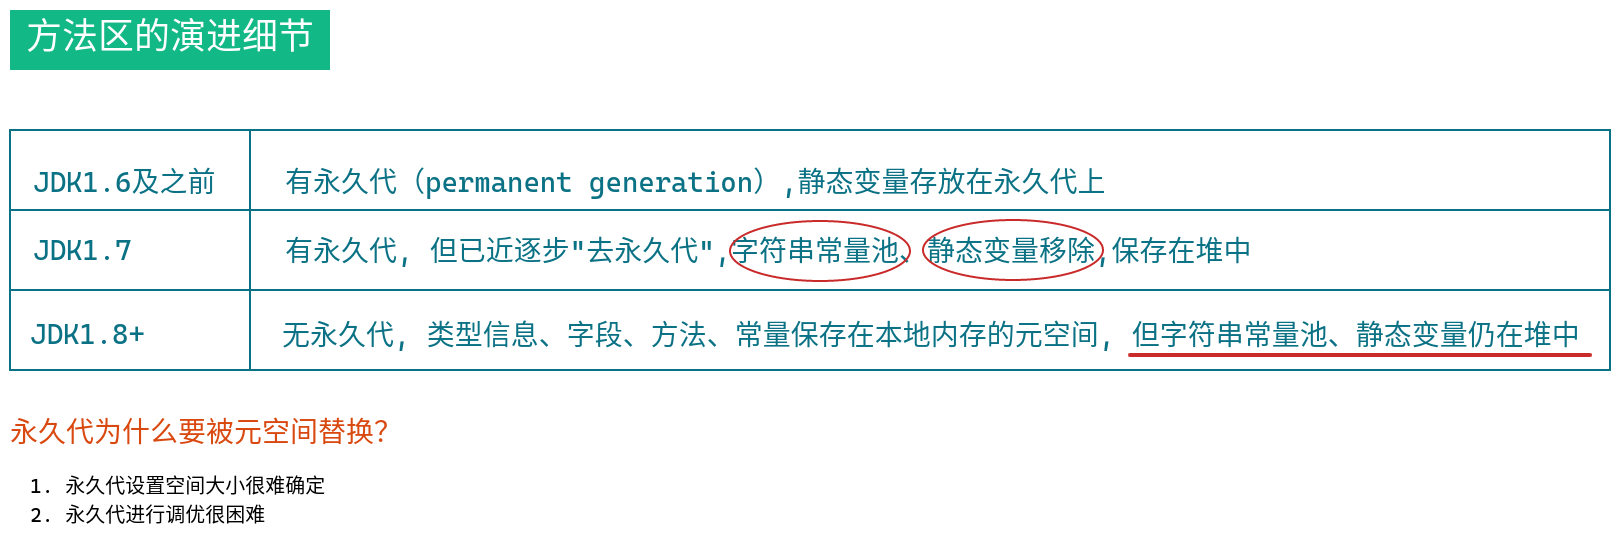 方法区的演进细节
JDK1.6及之前
有永久代（permanent generation）,静态变量存放在永久代上
JDK1.7
有永久代, 但已近逐步"去永久代",字符串常量池、静态变量移除,保存在堆中
JDK1.8+
无永久代, 类型信息、字段、方法、常量保存在本地内存的元空间, 但字符串常量池、静态变量仍在堆中
永久代为什么要被元空间替换？
1. 永久代设置空间大小很难确定
2. 永久代进行调优很困难